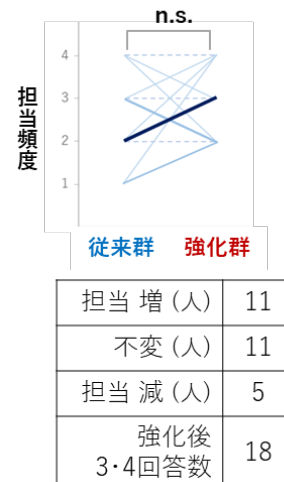 n.s.
担当頻度
4
3
2
1
従来群 強化群
担当 増 (人) 11
不変 (人) 11
担当 減 (人) 5
強化後
3・4回答数 18